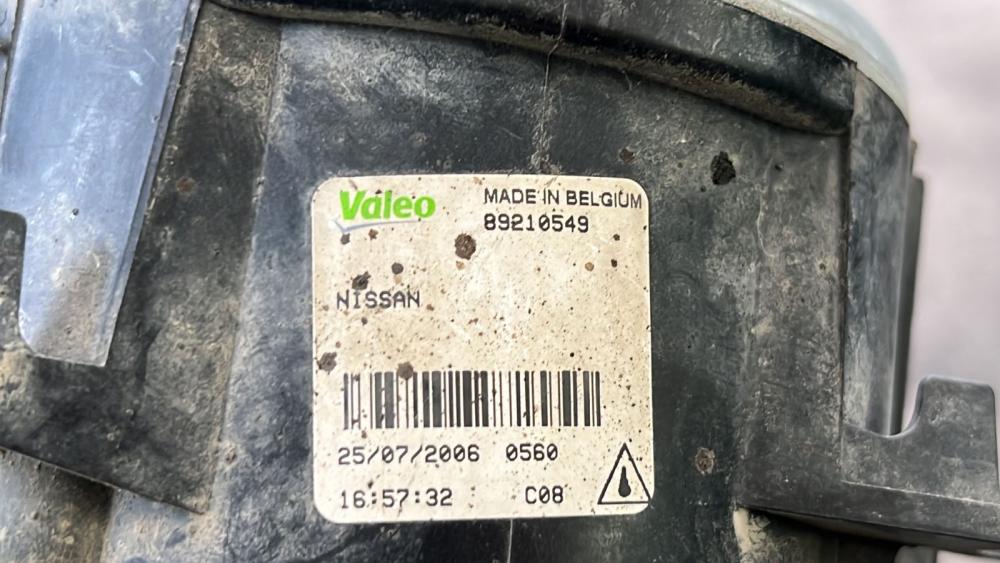 Valeo
MADE IN BELGIUM
89210549
NISSAN
25/07/2006 0560
16:57:32 C08